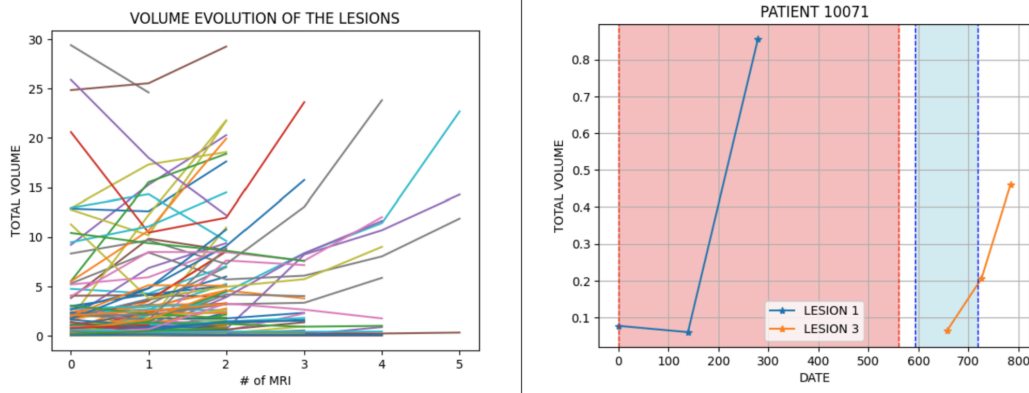 VOLUME EVOLUTION OF THE LESIONS
30
25
20
15
10
5
0
TOTAL VOLUME
0 1 2 3 4 5
# of MRI
PATIENT 10071
0.8
0.7
0.6
0.5
0.4
0.3
0.2
0.1
TOTAL VOLUME
LESION 1
LESION 3
0 100 200 300 400 500 600 700 800
DATE